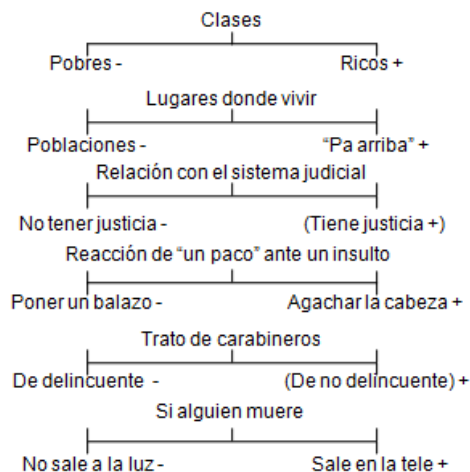 Clases
Pobres - Ricos +
Lugares donde vivir
Poblaciones - “Pa arriba” +
Relación con el sistema judicial
No tener justicia - (Tiene justicia +)
Reacción de “un paco” ante un insulto
Poner un balazo - Agachar la cabeza +
Trato de carabineros
De delincuente - (De no delincuente) +
Si alguien muere
No sale a la luz - Sale en la tele +